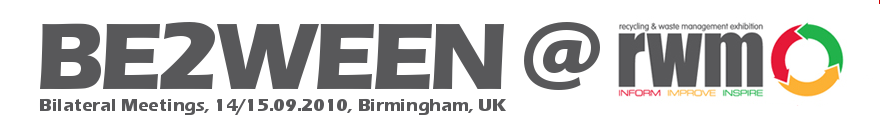 BE2WEEN @
recycling & waste management exhibition
rwm
INFORM IMPROVE INSPIRE
Bilateral Meetings, 14/15.09.2010, Birmingham, UK